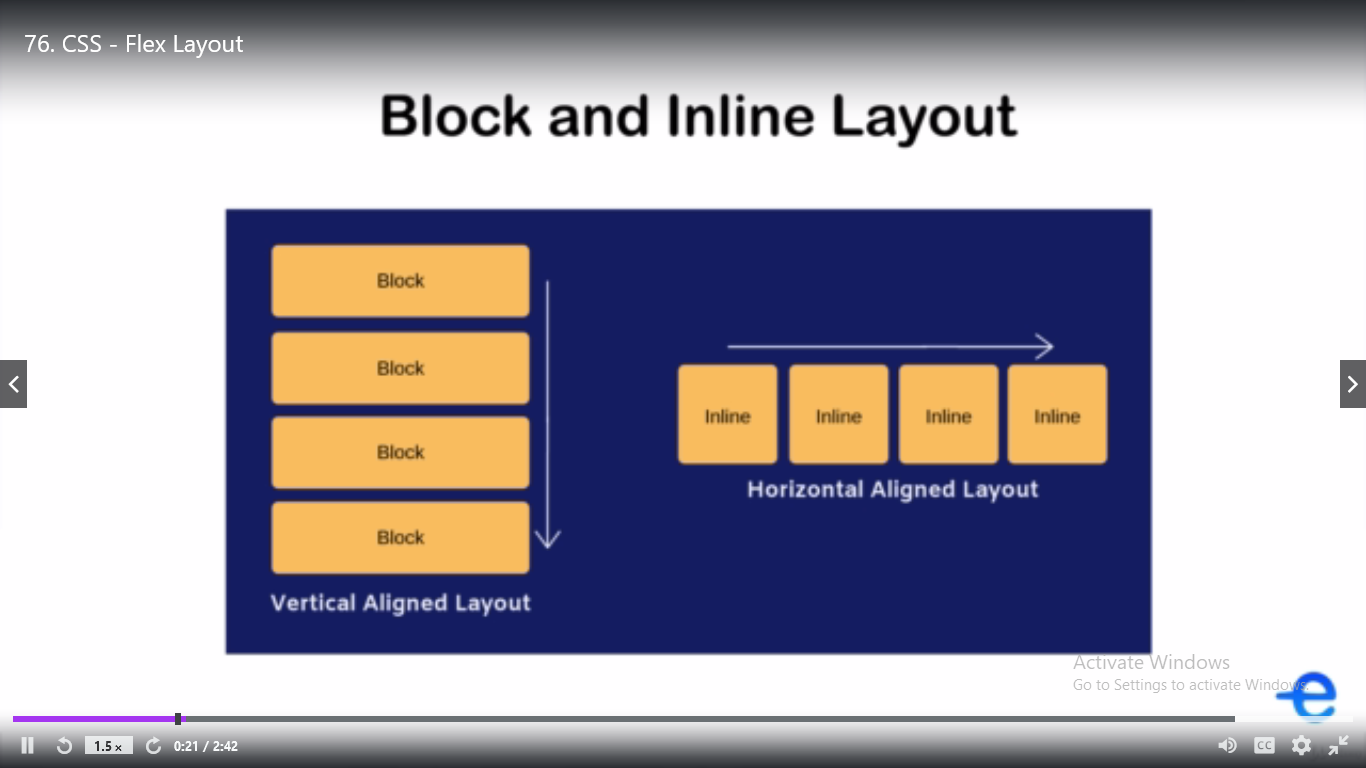 76. CSS - Flex Layout
Block and Inline Layout
Block
Block
Block
Block
Vertical Aligned Layout
Inline Inline Inline Inline
Horizontal Aligned Layout
Activate Windows
Go to Settings to activate Windows.
e
1.5 x
0:21 / 2:42
CC